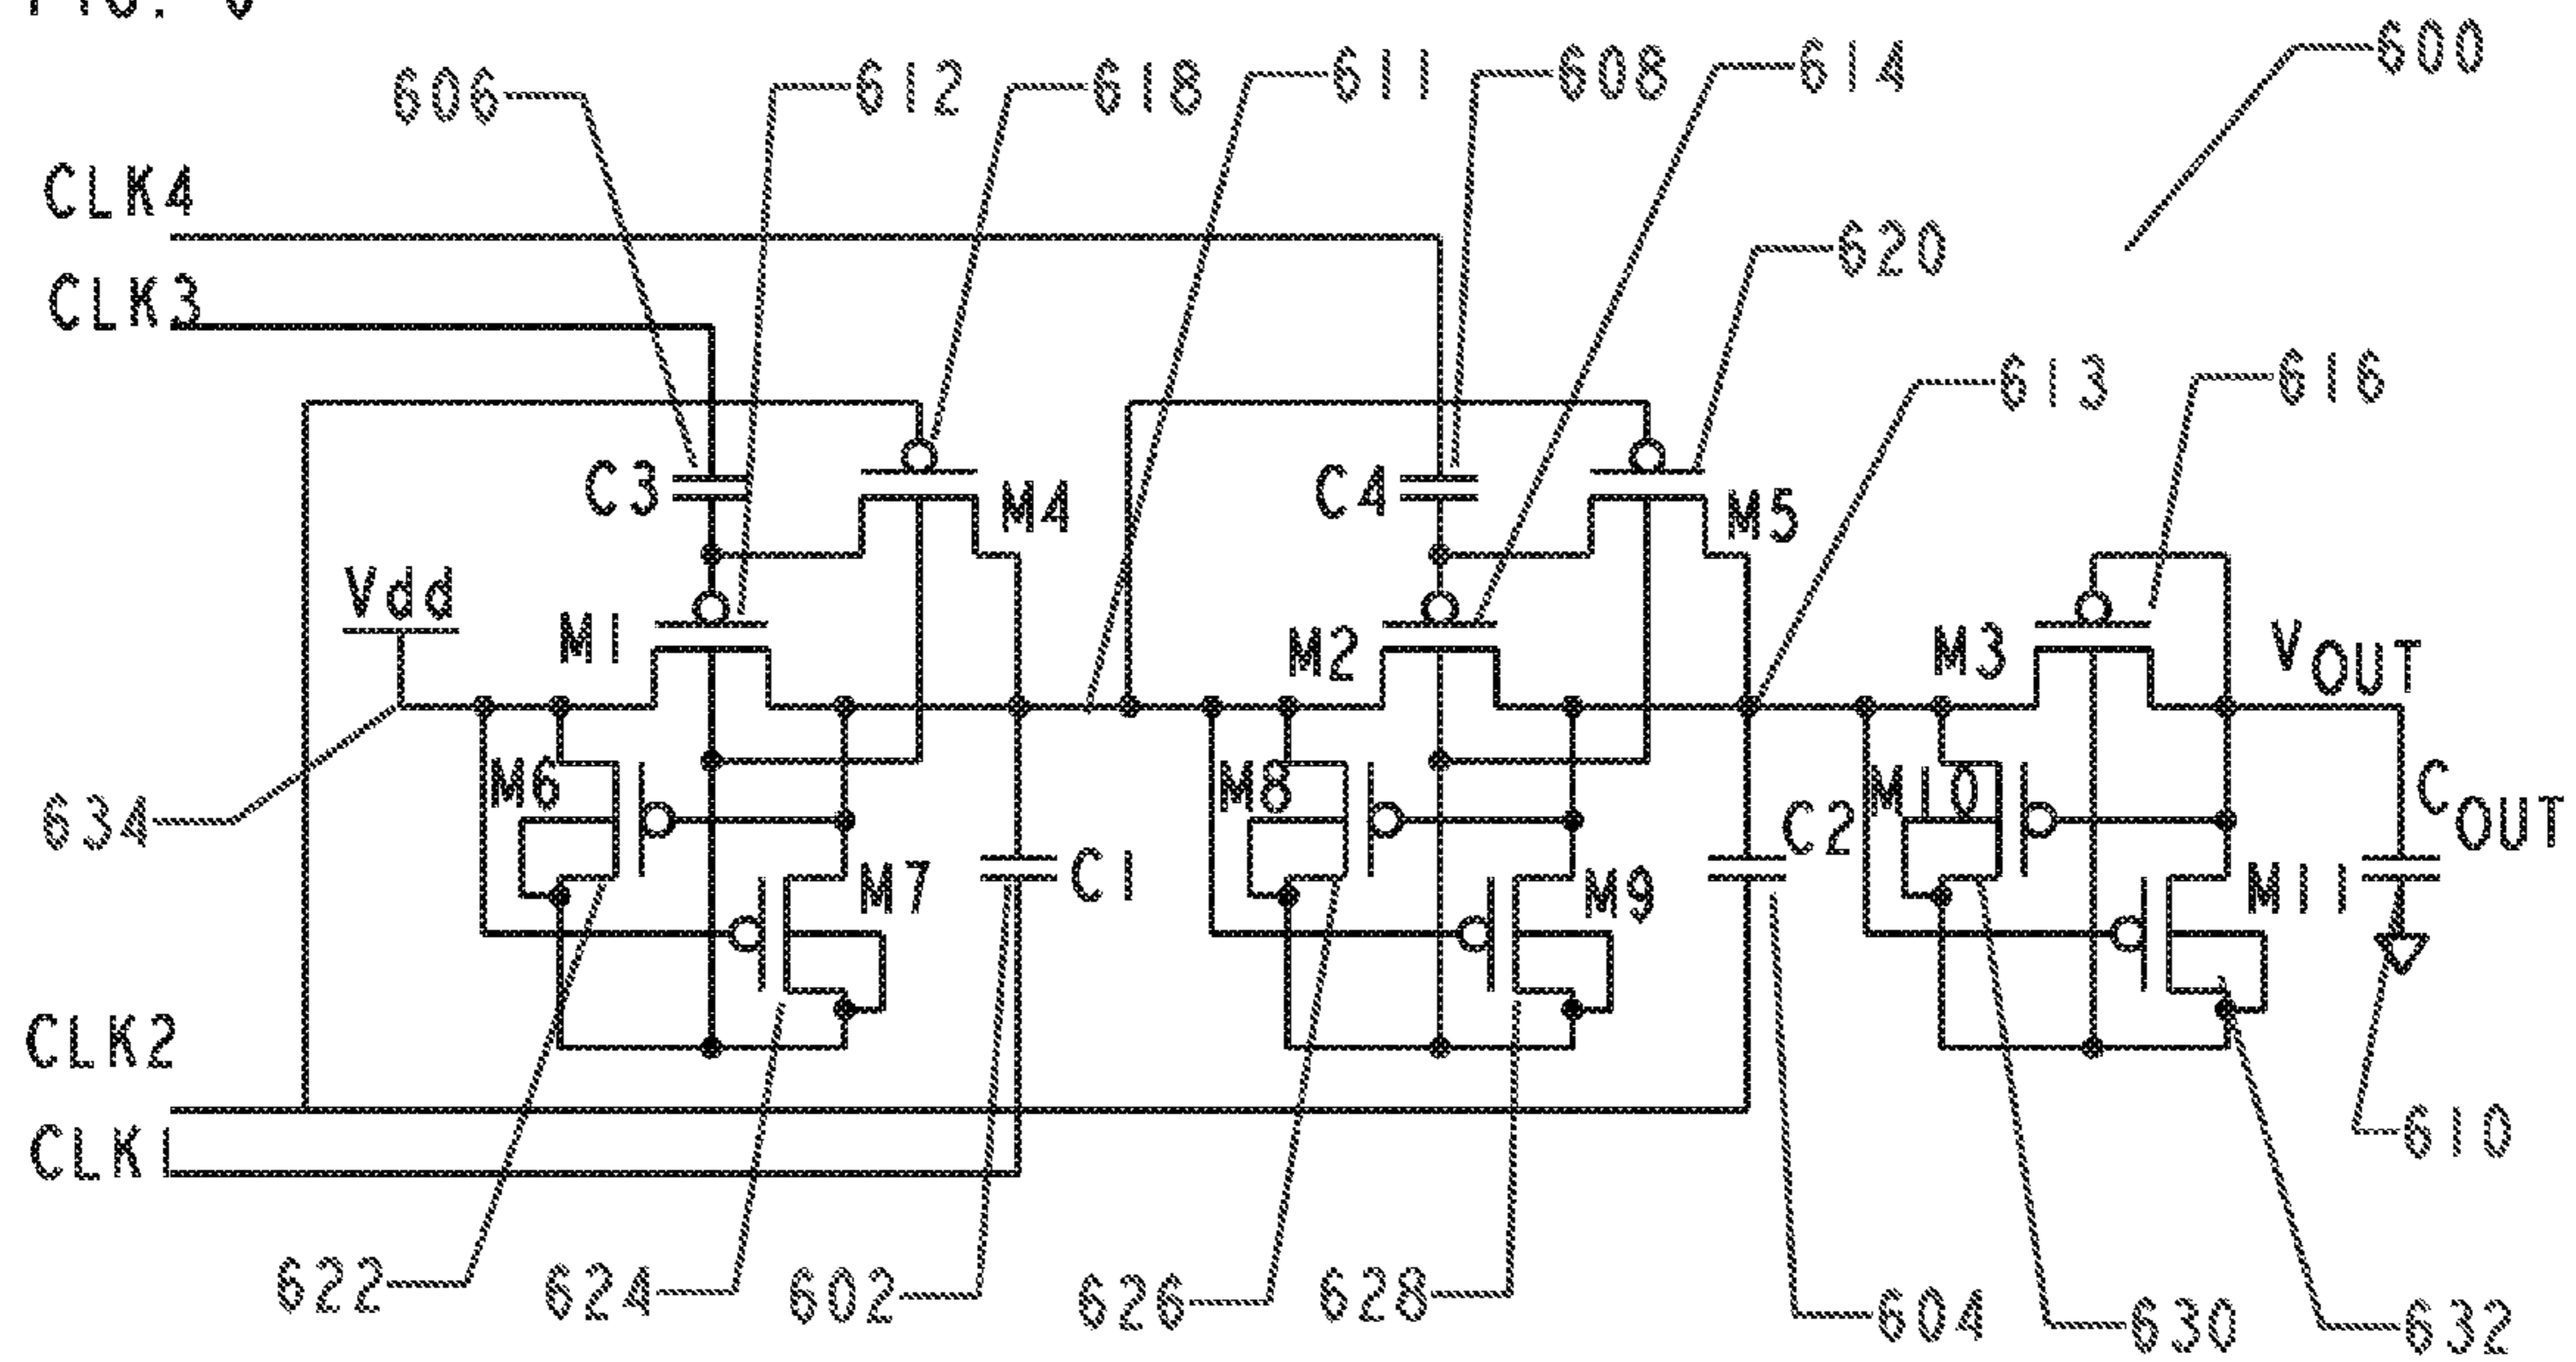 FIG. 6
600
606
612
618
611
608
614
CLK4
620
CLK3
613
616
C3
M4
C4
M5
Vdd
M1
M2
M3
VOUT
M6
M8
M10
COUT
634
C2
M7
C1
M9
M11
CLK2
CLK1
610
622
624
602
626
628
604
630
632